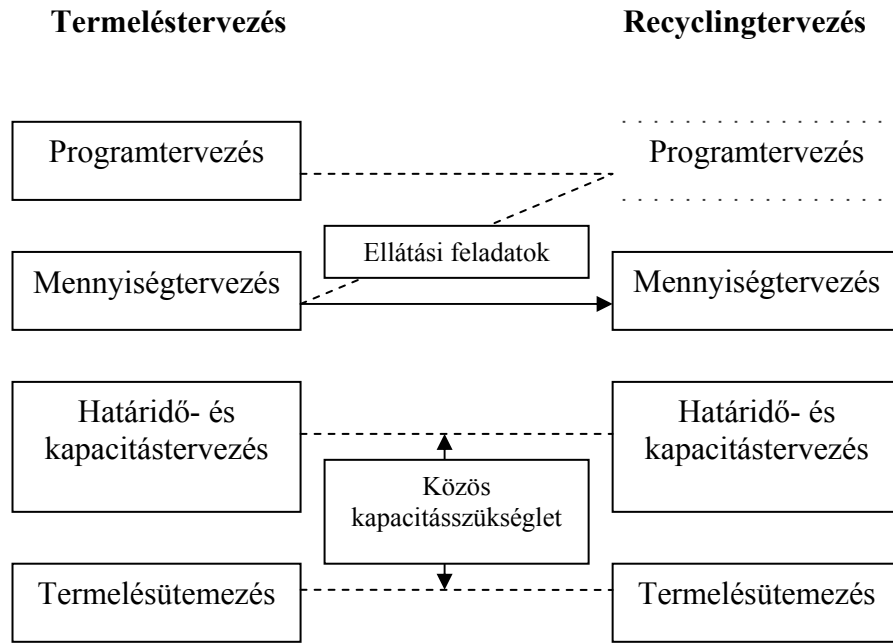 Termeléstervezés
Recyclingtervezés
Programtervezés
Programtervezés
Ellátási feladatok
Mennyiségtervezés
Mennyiségtervezés
Határidő- és
kapacitástervezés
Határidő- és
kapacitástervezés
Közös
kapacitásszükséglet
Termelésütemezés
Termelésütemezés